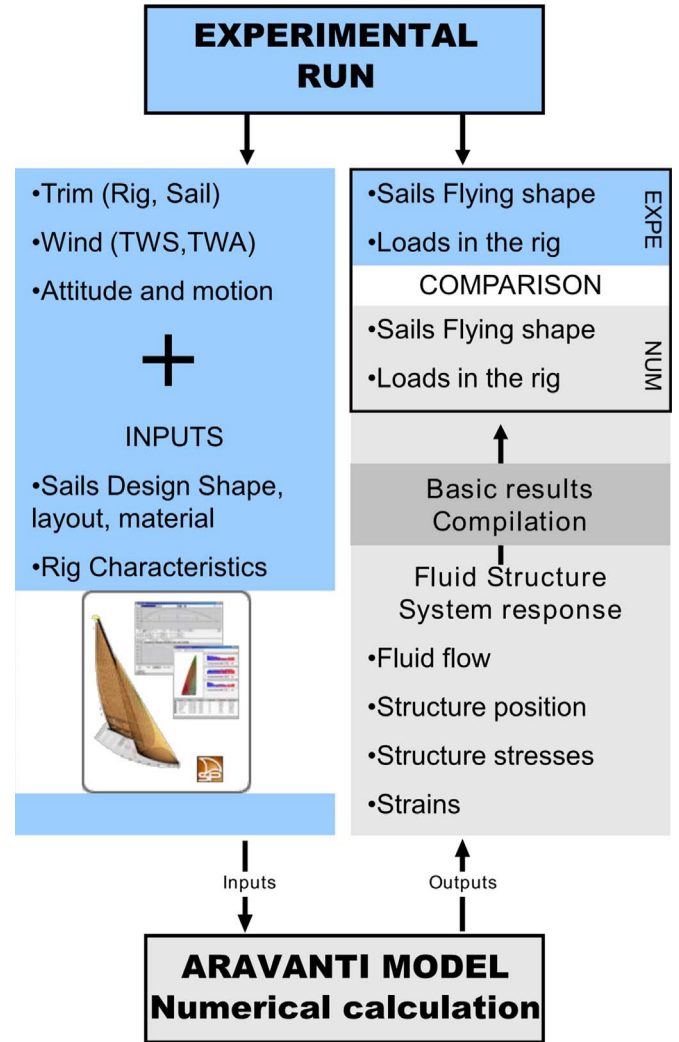 EXPERIMENTAL
RUN
•Trim (Rig, Sail)
•Wind (TWS,TWA)
•Attitude and motion
+
INPUTS
•Sails Design Shape,
layout, material
•Rig Characteristics
•Sails Flying shape
•Loads in the rig
EXPE
COMPARISON
•Sails Flying shape
•Loads in the rig
NUM
Basic results
Compilation
Fluid Structure
System response
•Fluid flow
•Structure position
•Structure stresses
•Strains
Inputs
Outputs
ARAVANTI MODEL
Numerical calculation